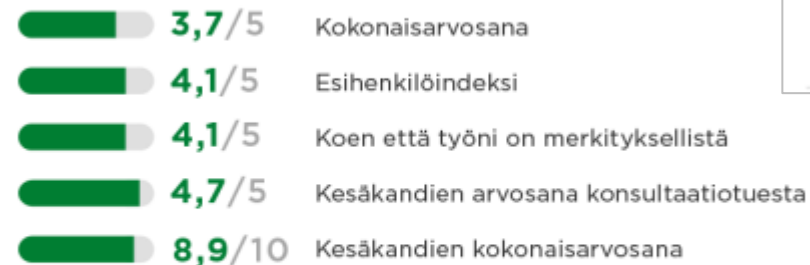 3,7/5 Kokonaisarvosana
4,1/5 Esihenkilöindeksi
4,1/5 Koen että työni on merkityksellistä
4,7/5 Kesäkandien arvosana konsultaatiotuesta
8,9/10 Kesäkandien kokonaisarvosana